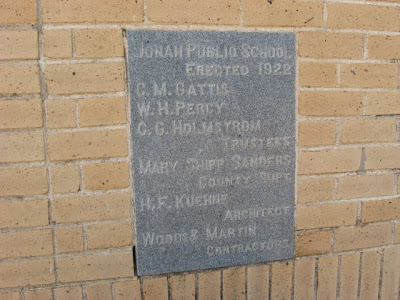 JONAH PUBLIC SCHOOL
ERECTED 1922
C. M. GATTIS
W. H. PERCY
C. G. HOLMSTROM
TRUSTEES
MARY SHIPP SANDERS
COUNTY SUPT.
H. F. KUEHNE
ARCHITECT
WOODS & MARTIN
CONTRACTORS